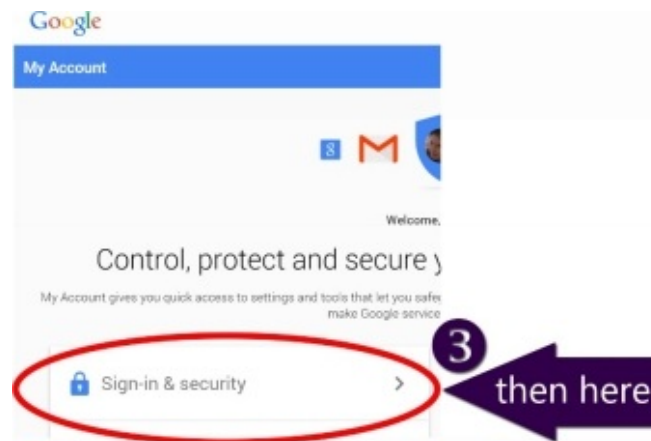 Google
My Account
8
Welcome,
Control, protect and secure
My Account gives you quick access to settings and tools that let you
make Google service
3
Sign-in & security
then here